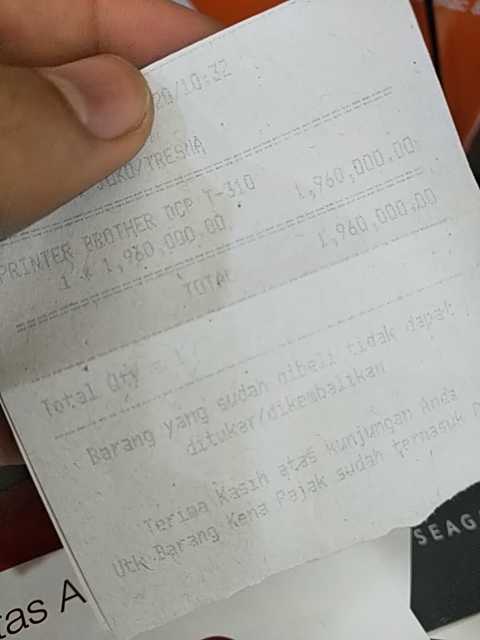 20/10:32
JOKO/TRESNA
PRINTER BROTHER DCP T-310
1 x 1,960,000.00 1,960,000.00
TOTAL 1,960,000.00
Total Qty = 1
Barang yang sudah dibeli tidak dapat
ditukar/dikembalikan
Terima Kasih atas kunjungan Anda
Utk Barang Kena Pajak sudah termasuk
SEAG
tas A